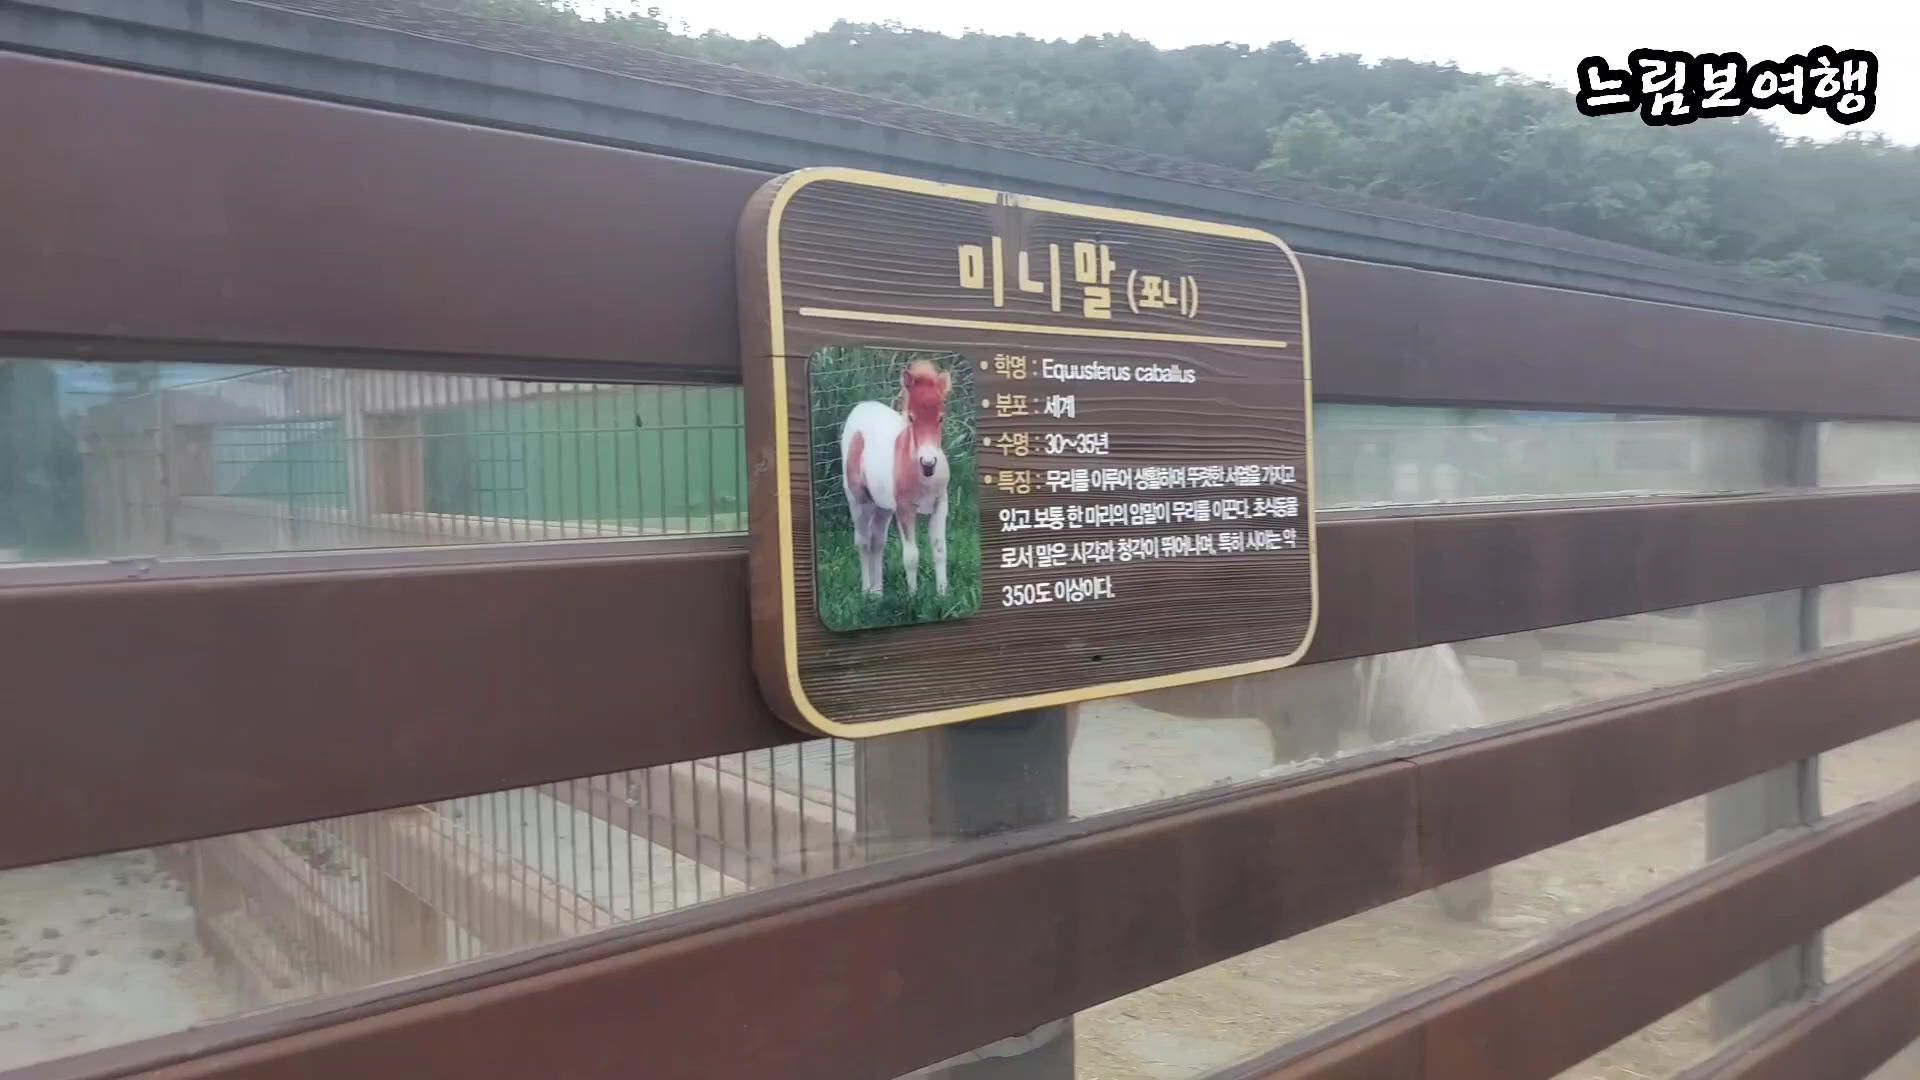 느림보여행
미니말 (포니)
• 학명 : Equusferus caballus
• 분포 : 세계
• 수명 : 30~35년
• 특징 : 무리를 이루어 생활하며 뚜렷한 서열을 가지고
있고 보통 한 마리의 암말이 무리를 이끈다. 초식동물
로서 말은 시각과 청각이 뛰어나며, 특히 시야는 약
350도 이상이다.